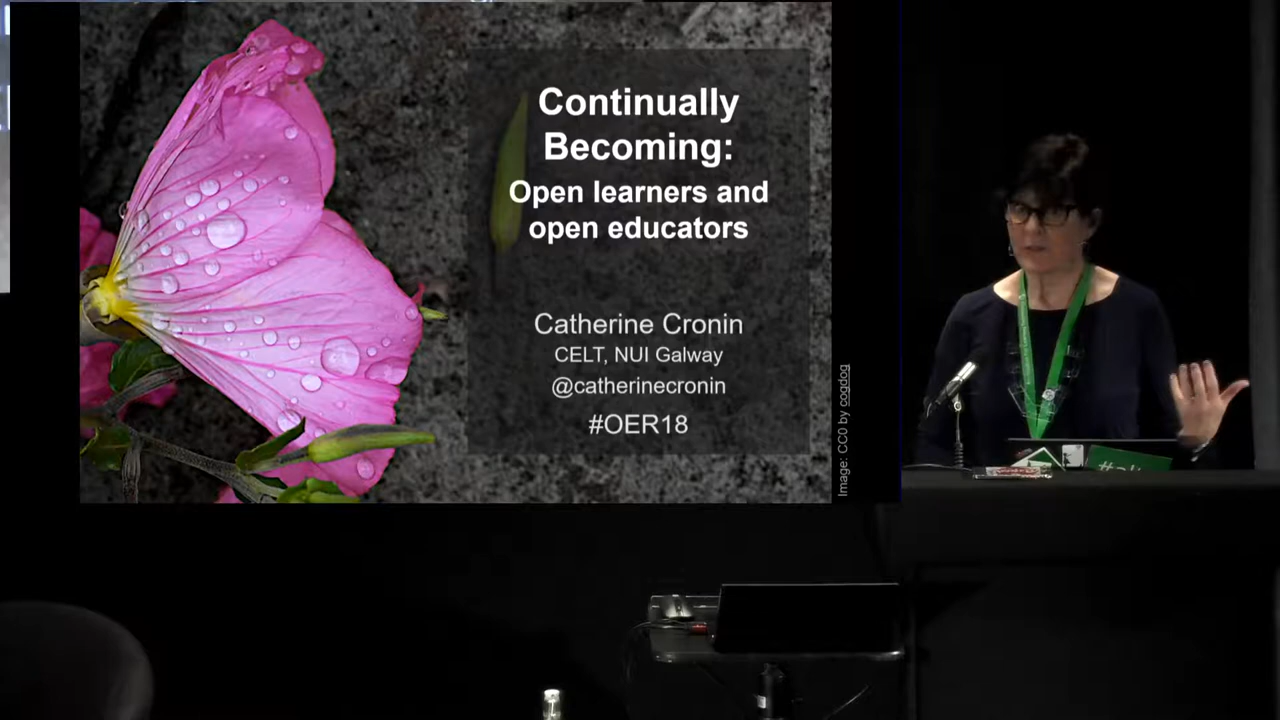 Continually
Becoming:
Open learners and
open educators
Catherine Cronin
CELT, NUI Galway
@catherinecronin
#OER18
Image: CC0 by cogdog